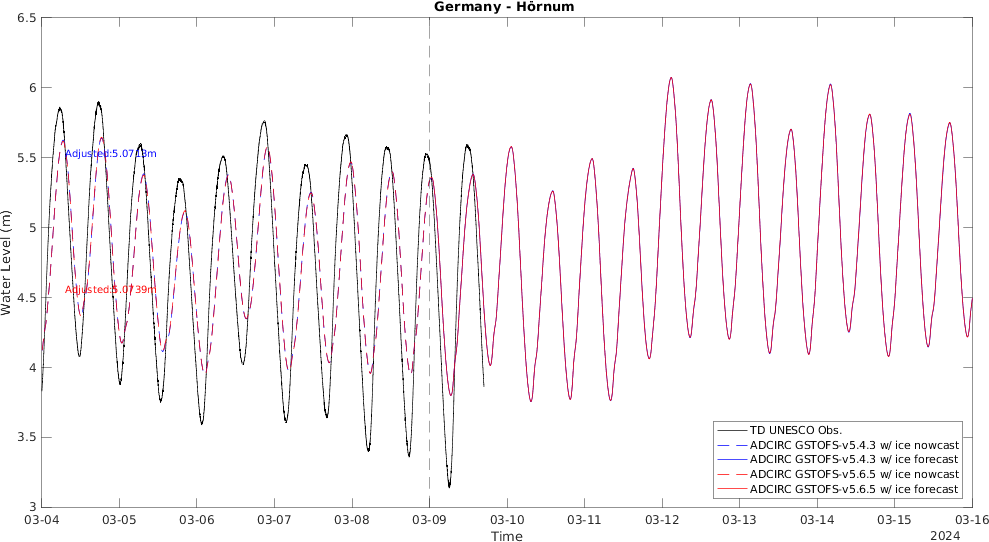 Germany - Hörnum
6.5
6
5.5
5
4.5
4
3.5
3
Water Level (m)
Adjusted:5.0713m
Adjusted:5.0739m
TD UNESCO Obs.
ADCIRC GSTOFS-v5.4.3 w/ ice nowcast
ADCIRC GSTOFS-v5.4.3 w/ ice forecast
ADCIRC GSTOFS-v5.6.5 w/ ice nowcast
ADCIRC GSTOFS-v5.6.5 w/ ice forecast
03-04 03-05 03-06 03-07 03-08 03-09 03-10 03-11 03-12 03-13 03-14 03-15 03-16
Time
2024